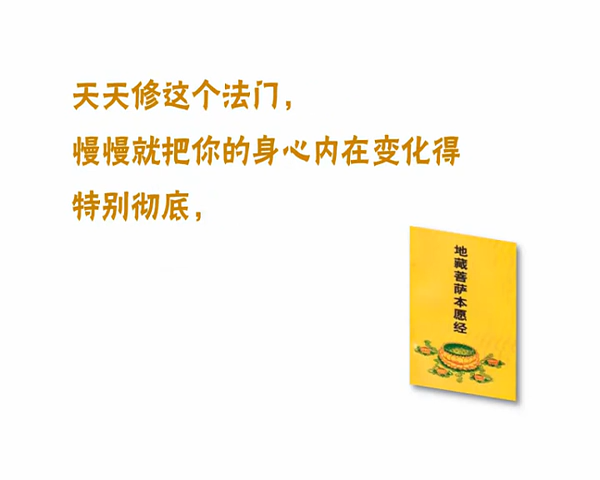 天天修这个法门，
慢慢就把你的身心内在变化得
特别彻底，
地藏菩萨本愿经